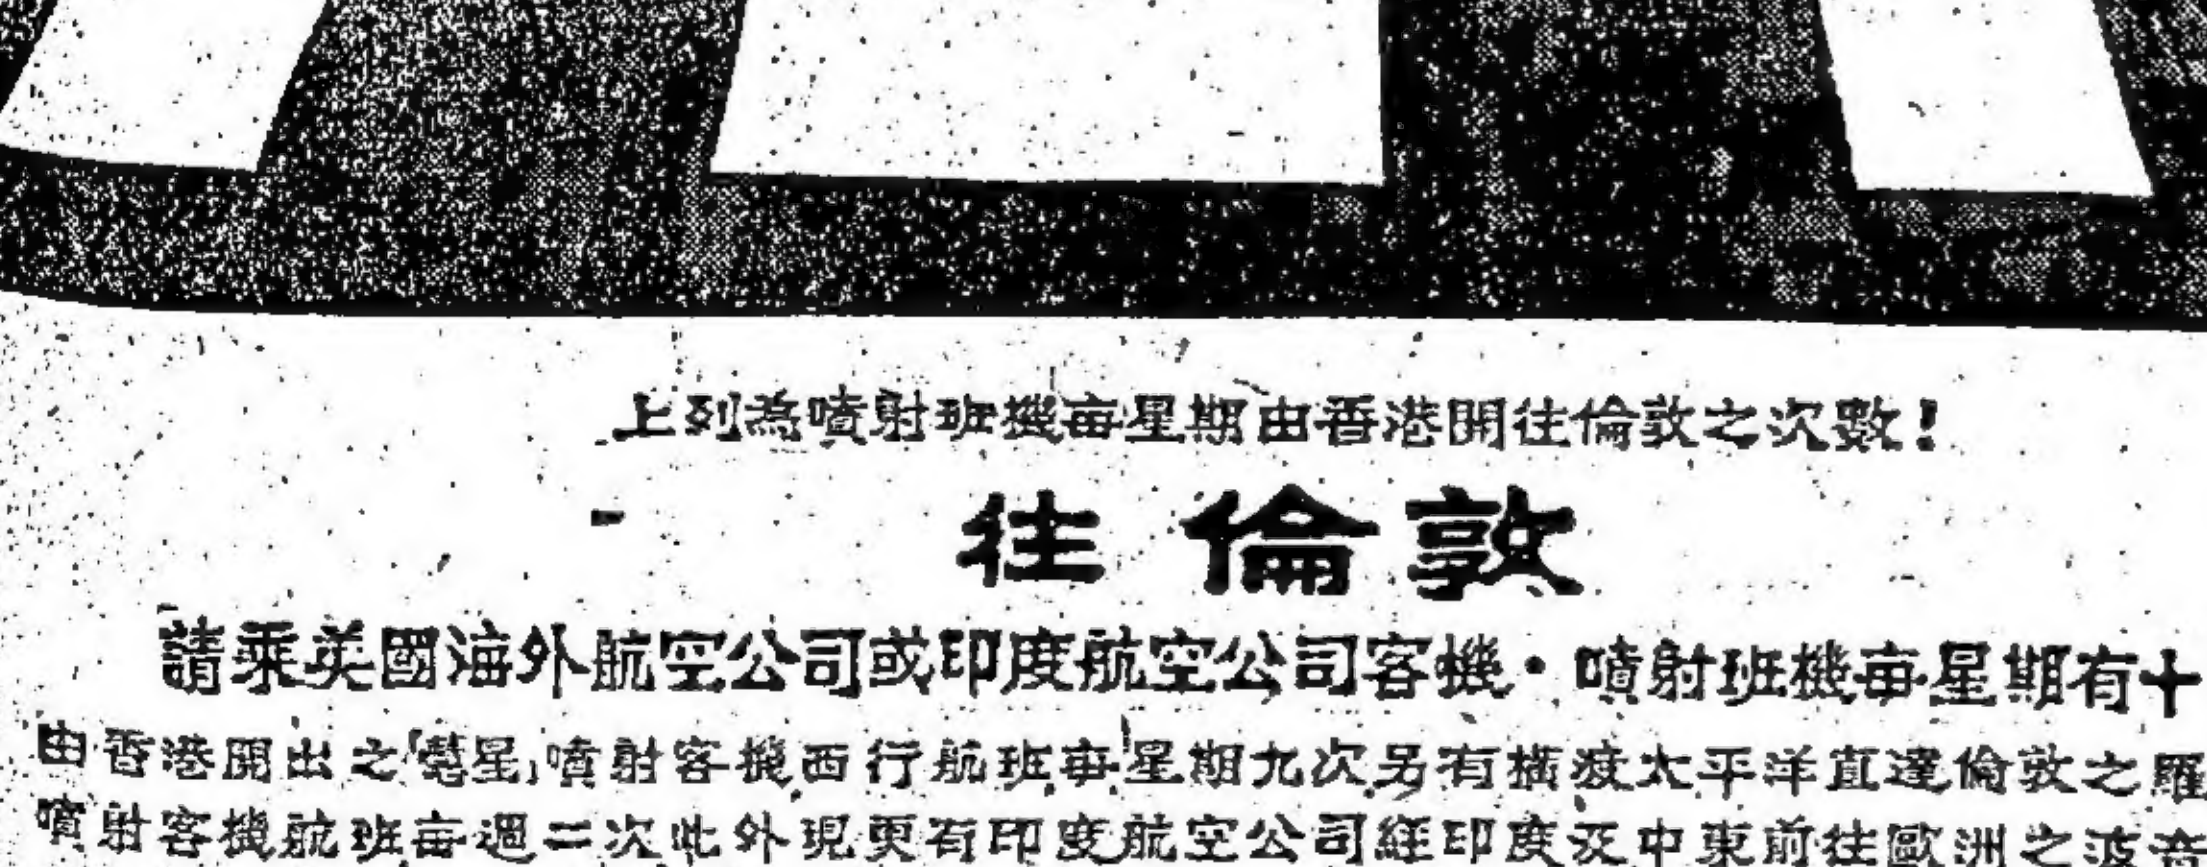 上列為噴射班機每星期由香港開往倫敦之次數！
往倫敦
請乘英國海外航空公司或印度航空公司客機·噴射班機每星期有十
由香港開出之「彗星」噴射客機西行航班每星期九次另有橫渡太平洋直達倫敦之羅
噴射客機航班每週二次此外現更有印度航空公司經印度及中東前往歐洲之波音